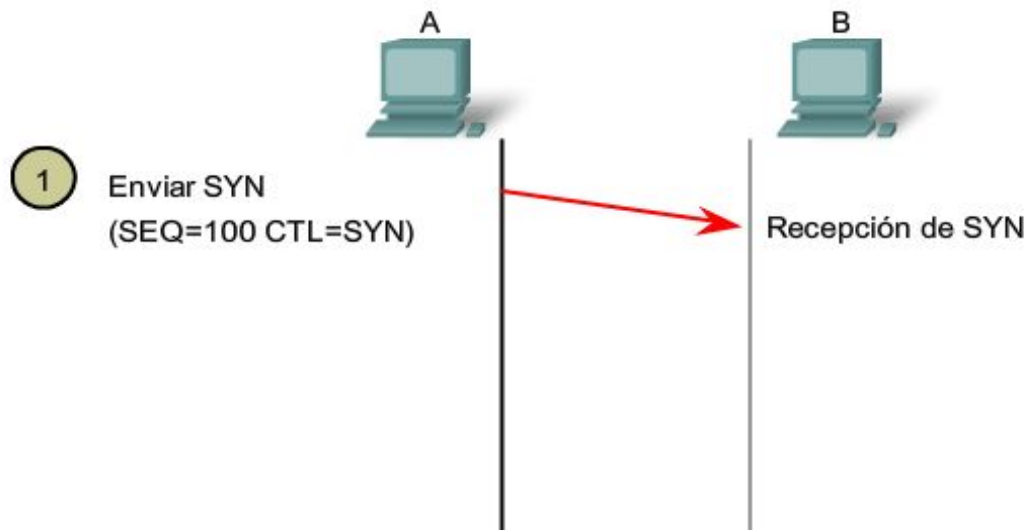 A
B
1
Enviar SYN
(SEQ=100 CTL=SYN)
Recepción de SYN